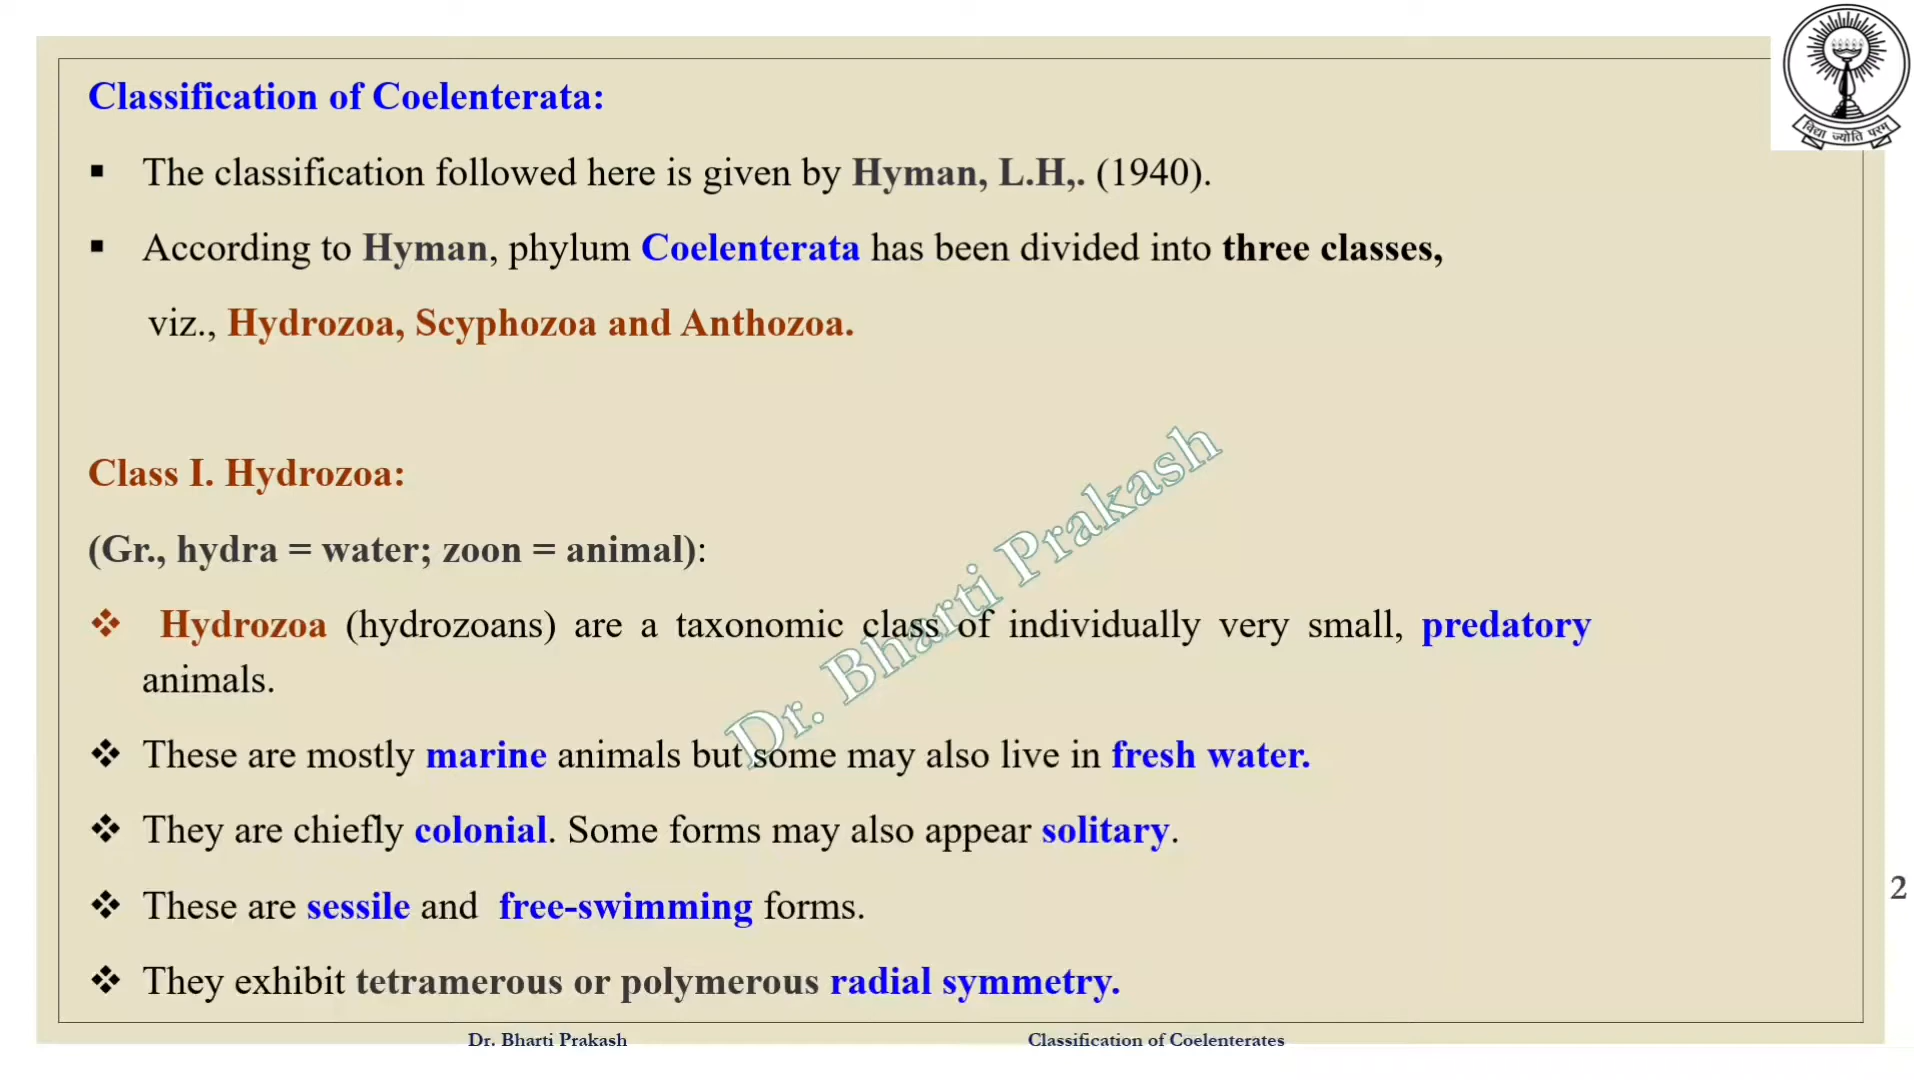 विद्या ज्योति परम्
Classification of Coelenterata:
▪ The classification followed here is given by Hyman, L.H,. (1940).
▪ According to Hyman, phylum Coelenterata has been divided into three classes,
viz., Hydrozoa, Scyphozoa and Anthozoa.
Class I. Hydrozoa:
(Gr., hydra = water; zoon = animal):
❖ Hydrozoa (hydrozoans) are a taxonomic class of individually very small, predatory
animals.
❖ These are mostly marine animals but some may also live in fresh water.
❖ They are chiefly colonial. Some forms may also appear solitary.
❖ These are sessile and free-swimming forms.
❖ They exhibit tetramerous or polymerous radial symmetry.
Dr. Bharti Prakash
2
Dr. Bharti Prakash Classification of Coelenterates